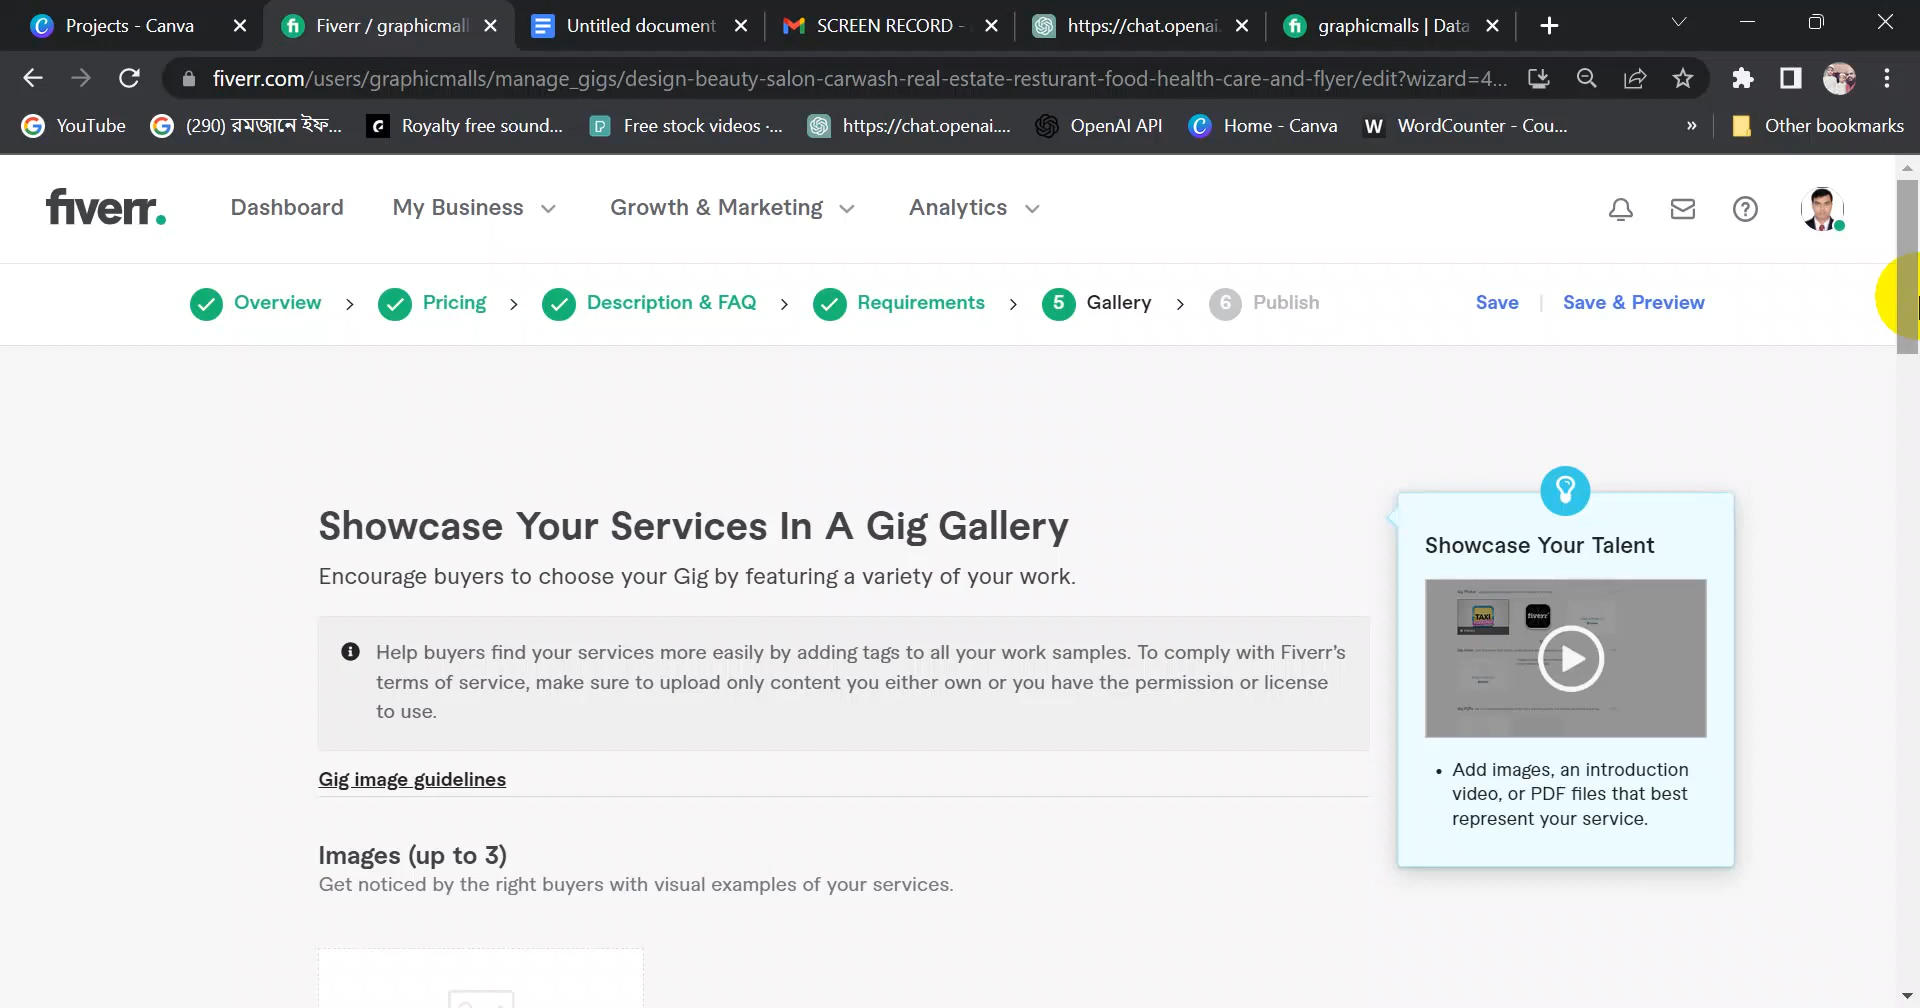 Projects - Canva
Fiverr / graphicmall
Untitled document
SCREEN RECORD -
https://chat.openai.
graphicmalls | Data
fiverr.com/users/graphicmalls/manage_gigs/design-beauty-salon-carwash-real-estate-resturant-food-health-care-and-flyer/edit?wizard=4...
YouTube
(290) রমজানে ইফ...
Royalty free sound...
Free stock videos ·...
https://chat.openai....
OpenAI API
Home - Canva
W WordCounter - Cou...
»
Other bookmarks
fiverr.
Dashboard
My Business
Growth & Marketing
Analytics
Overview
Pricing
Description & FAQ
Requirements
5 Gallery
6 Publish
Save
Save & Preview
Showcase Your Services In A Gig Gallery
Encourage buyers to choose your Gig by featuring a variety of your work.
Help buyers find your services more easily by adding tags to all your work samples. To comply with Fiverr's
terms of service, make sure to upload only content you either own or you have the permission or license
to use.
Gig image guidelines
Images (up to 3)
Get noticed by the right buyers with visual examples of your services.
Showcase Your Talent
TAXI
fiverr
• Add images, an introduction
video, or PDF files that best
represent your service.